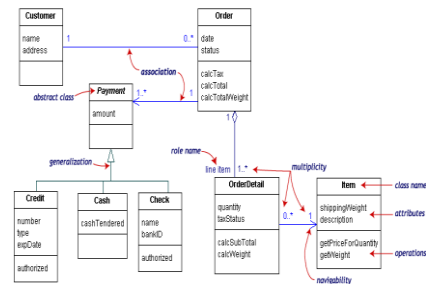 Customer
name
address
1
0..*
association
Order
date
status
calcTax
calcTotal
calcTotalWeight
abstract class
Payment
amount
1..*
1
generalization
1
role name
line item
1..*
multiplicity
Credit
number
type
expDate
authorized
Cash
cashTendered
Check
name
bankID
authorized
OrderDetail
quantity
taxStatus
calcSubTotal
calcWeight
0..*
1
Item
shippingWeight
description
getPriceForQuantity
getWeight
class name
attributes
operations
navigability